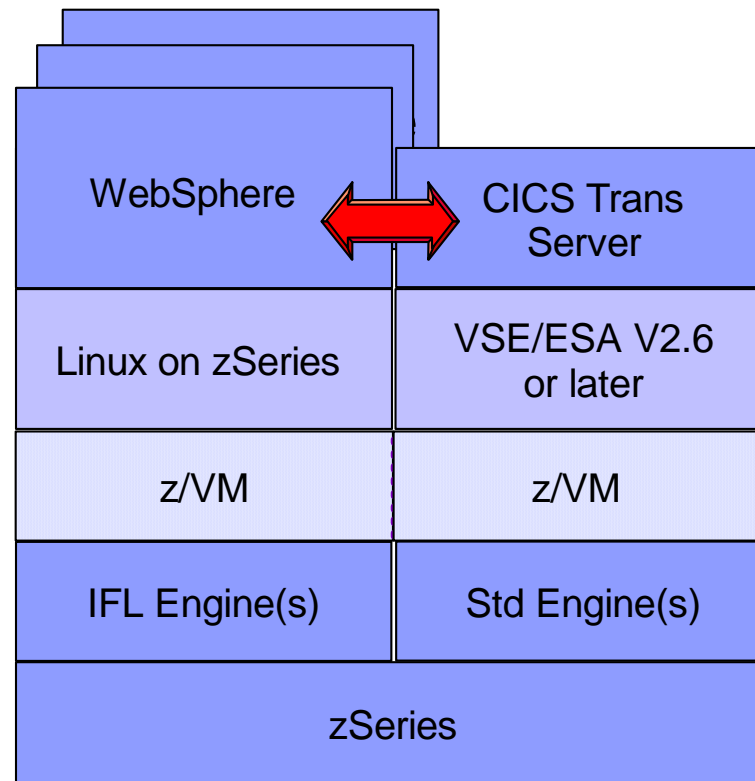 WebSphere
CICS Trans
Server
Linux on zSeries
VSE/ESA V2.6
or later
z/VM
z/VM
IFL Engine(s)
Std Engine(s)
zSeries